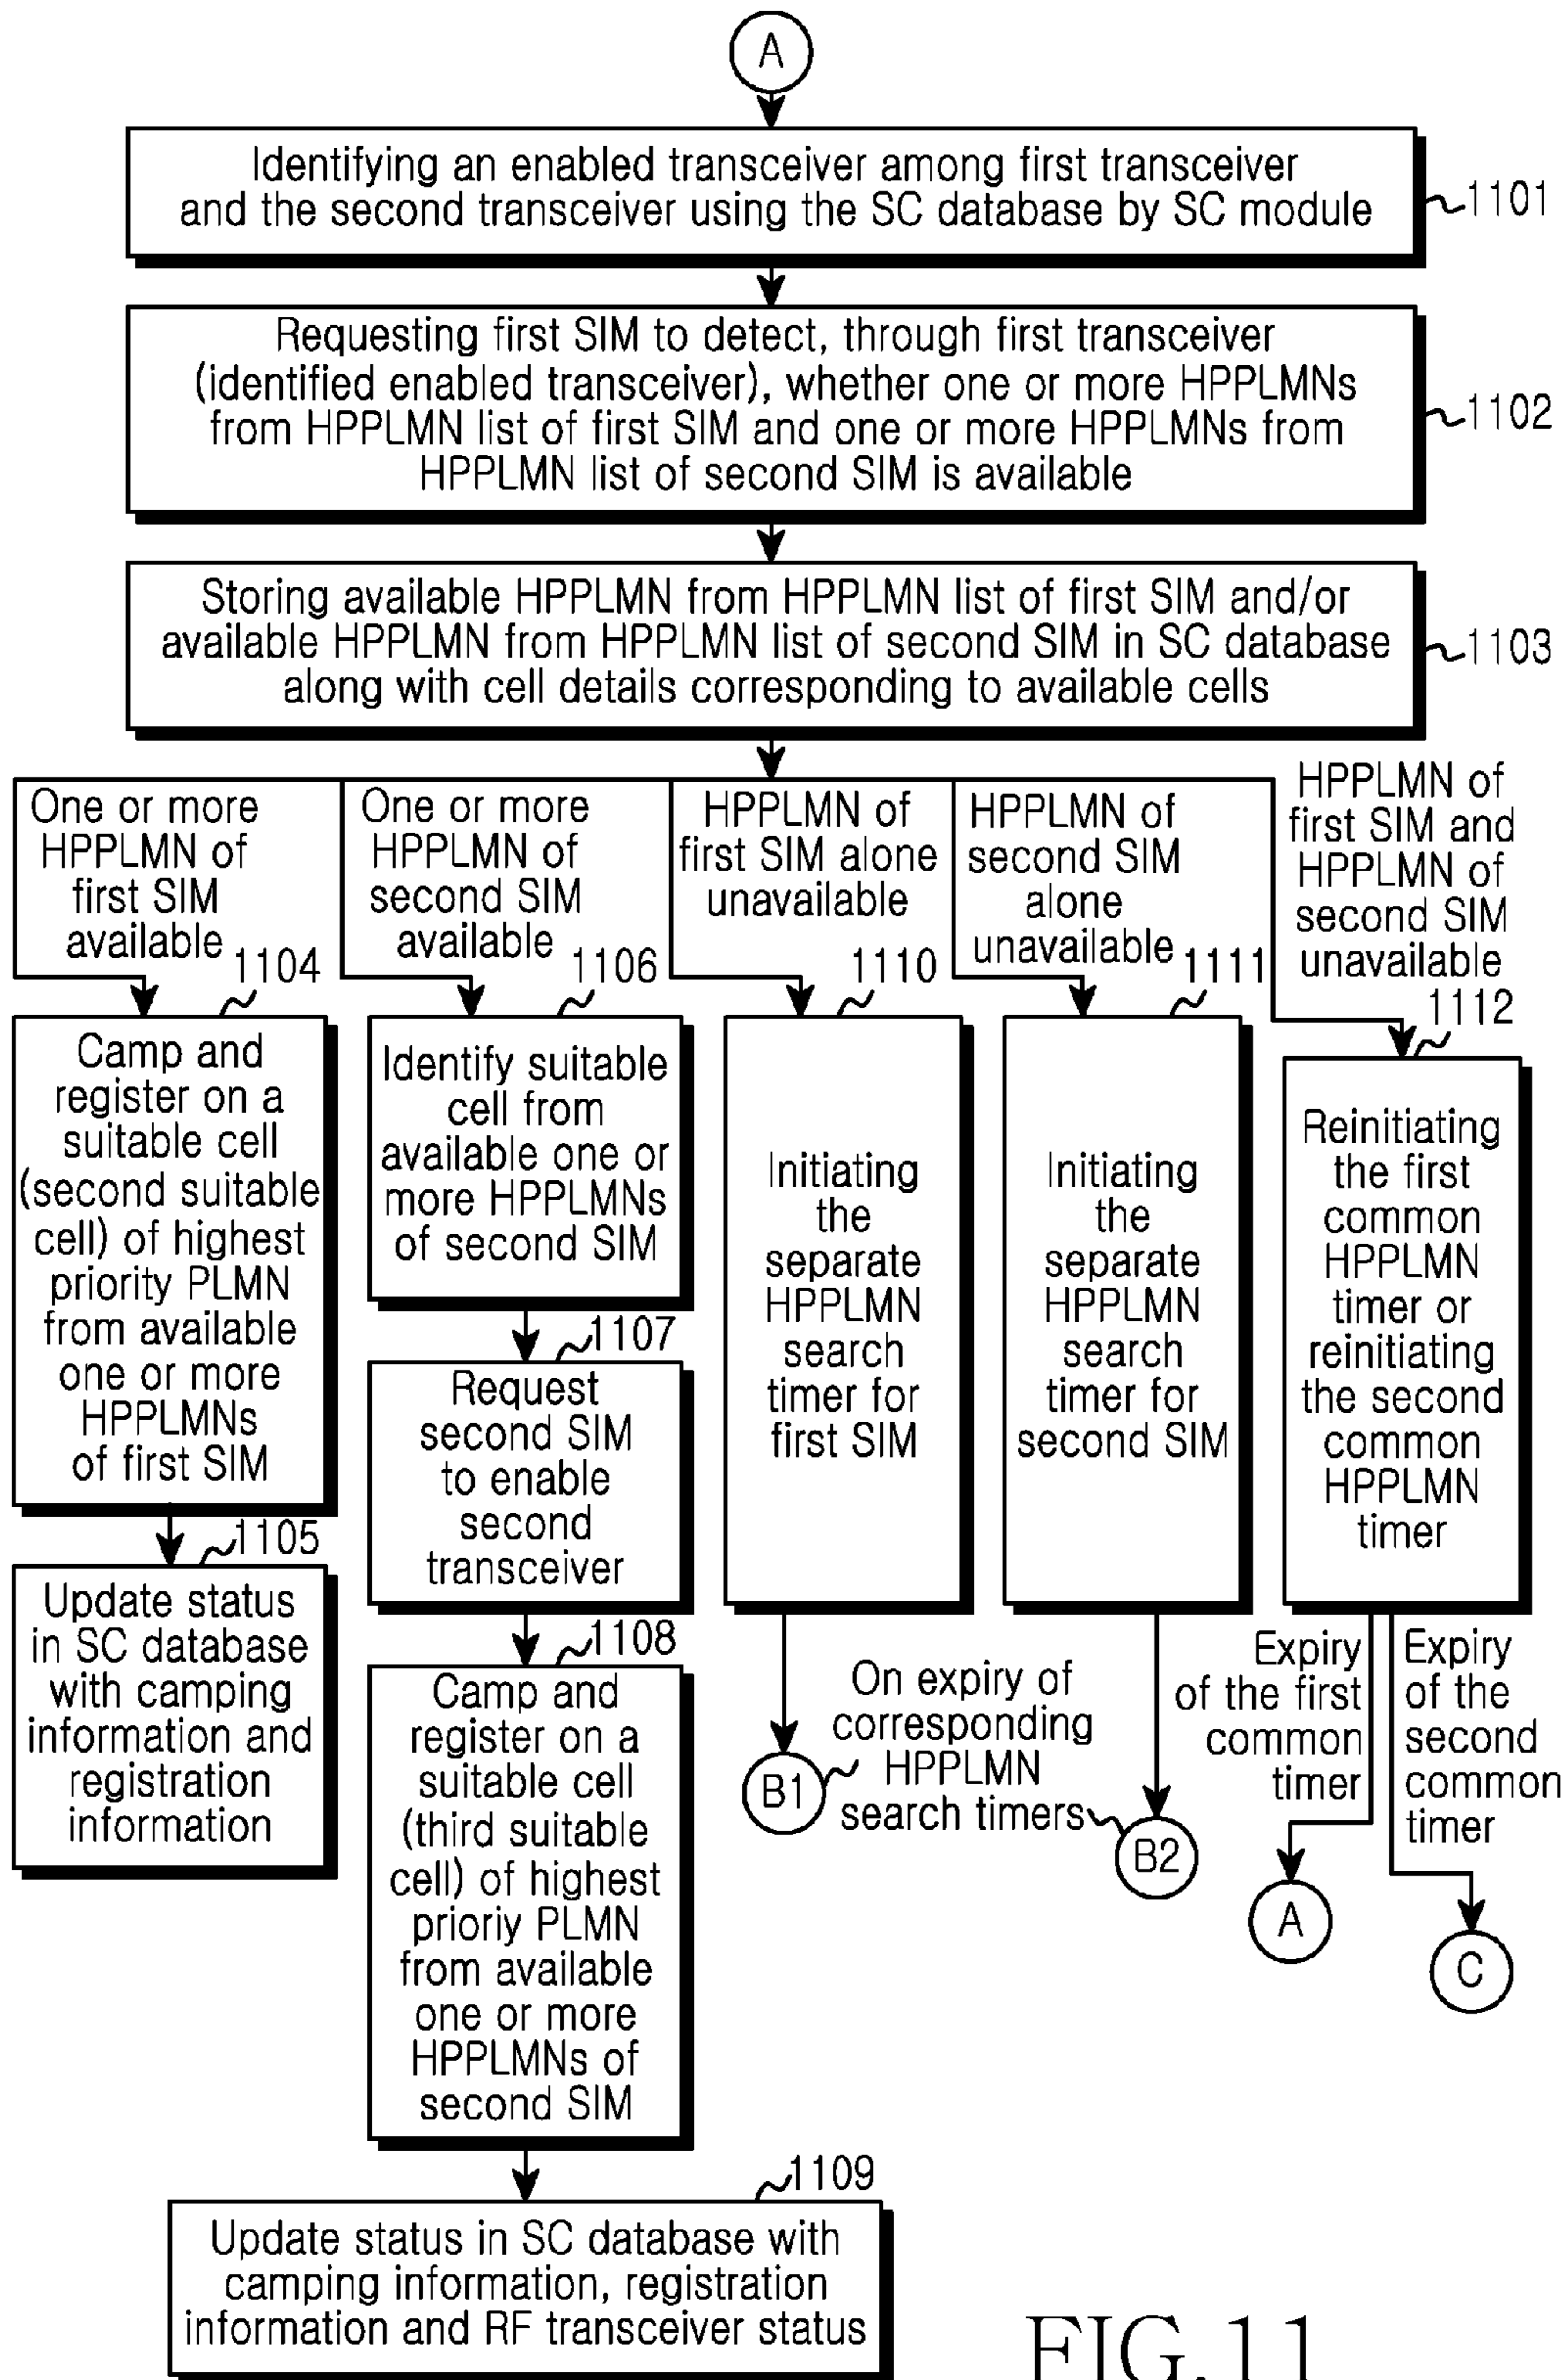 A
Identifying an enabled transceiver among first transceiver
and the second transceiver using the SC database by SC module
1101
Requesting first SIM to detect, through first transceiver
(identified enabled transceiver), whether one or more HPPLMNs
from HPPLMN list of first SIM and one or more HPPLMNs from
HPPLMN list of second SIM is available
1102
Storing available HPPLMN from HPPLMN list of first SIM and/or
available HPPLMN from HPPLMN list of second SIM in SC database
along with cell details corresponding to available cells
1103
One or more
HPPLMN of
first SIM
available
1104
Camp and
register on a
suitable cell
(second suitable
cell) of highest
priority PLMN
from available
one or more
HPPLMNs
of first SIM
1105
Update status
in SC database
with camping
information and
registration
information
One or more
HPPLMN of
second SIM
available
1106
Identify suitable
cell from
available one or
more HPPLMNs
of second SIM
1107
Request
second SIM
to enable
second
transceiver
1108
Camp and
register on a
suitable cell
(third suitable
cell) of highest
prioriy PLMN
from available
one or more
HPPLMNs of
second SIM
1109
Update status in SC database with
camping information, registration
information and RF transceiver status
HPPLMN of
first SIM alone
unavailable
1110
Initiating
the
separate
HPPLMN
search
timer for
first SIM
HPPLMN of
second SIM
alone
unavailable
1111
Initiating
the
separate
HPPLMN
search
timer for
second SIM
On expiry of
corresponding
HPPLMN
search timers
B1
B2
HPPLMN of
first SIM and
HPPLMN of
second SIM
unavailable
1112
Reinitiating
the first
common
HPPLMN
timer or
reinitiating
the second
common
HPPLMN
timer
Expiry
of the first
common
timer
A
Expiry
of the
second
common
timer
C
FIG.11